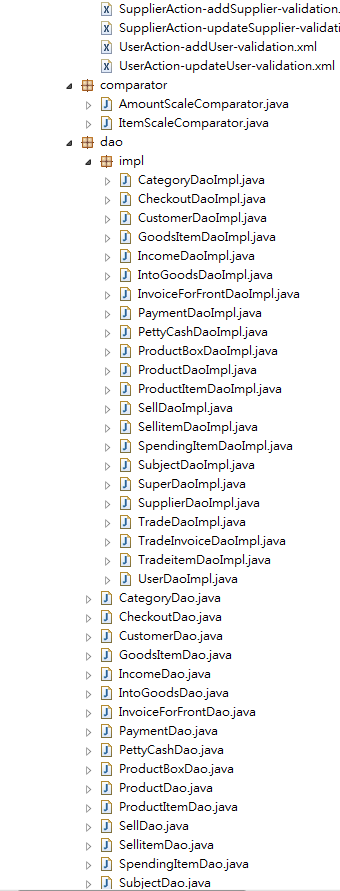 SupplierAction-addSupplier-validation.
SupplierAction-updateSupplier-validati
UserAction-addUser-validation.xml
UserAction-updateUser-validation.xml
comparator
AmountScaleComparator.java
ItemScaleComparator.java
dao
impl
CategoryDaoImpl.java
CheckoutDaoImpl.java
CustomerDaoImpl.java
GoodsItemDaoImpl.java
IncomeDaoImpl.java
IntoGoodsDaoImpl.java
InvoiceForFrontDaoImpl.java
PaymentDaoImpl.java
PettyCashDaoImpl.java
ProductBoxDaoImpl.java
ProductDaoImpl.java
ProductItemDaoImpl.java
SellDaoImpl.java
SellitemDaoImpl.java
SpendingItemDaoImpl.java
SubjectDaoImpl.java
SuperDaoImpl.java
SupplierDaoImpl.java
TradeDaoImpl.java
TradeInvoiceDaoImpl.java
TradeitemDaoImpl.java
UserDaoImpl.java
CategoryDao.java
CheckoutDao.java
CustomerDao.java
GoodsItemDao.java
IncomeDao.java
IntoGoodsDao.java
InvoiceForFrontDao.java
PaymentDao.java
PettyCashDao.java
ProductBoxDao.java
ProductDao.java
ProductItemDao.java
SellDao.java
SellitemDao.java
SpendingItemDao.java
SubjectDao.java